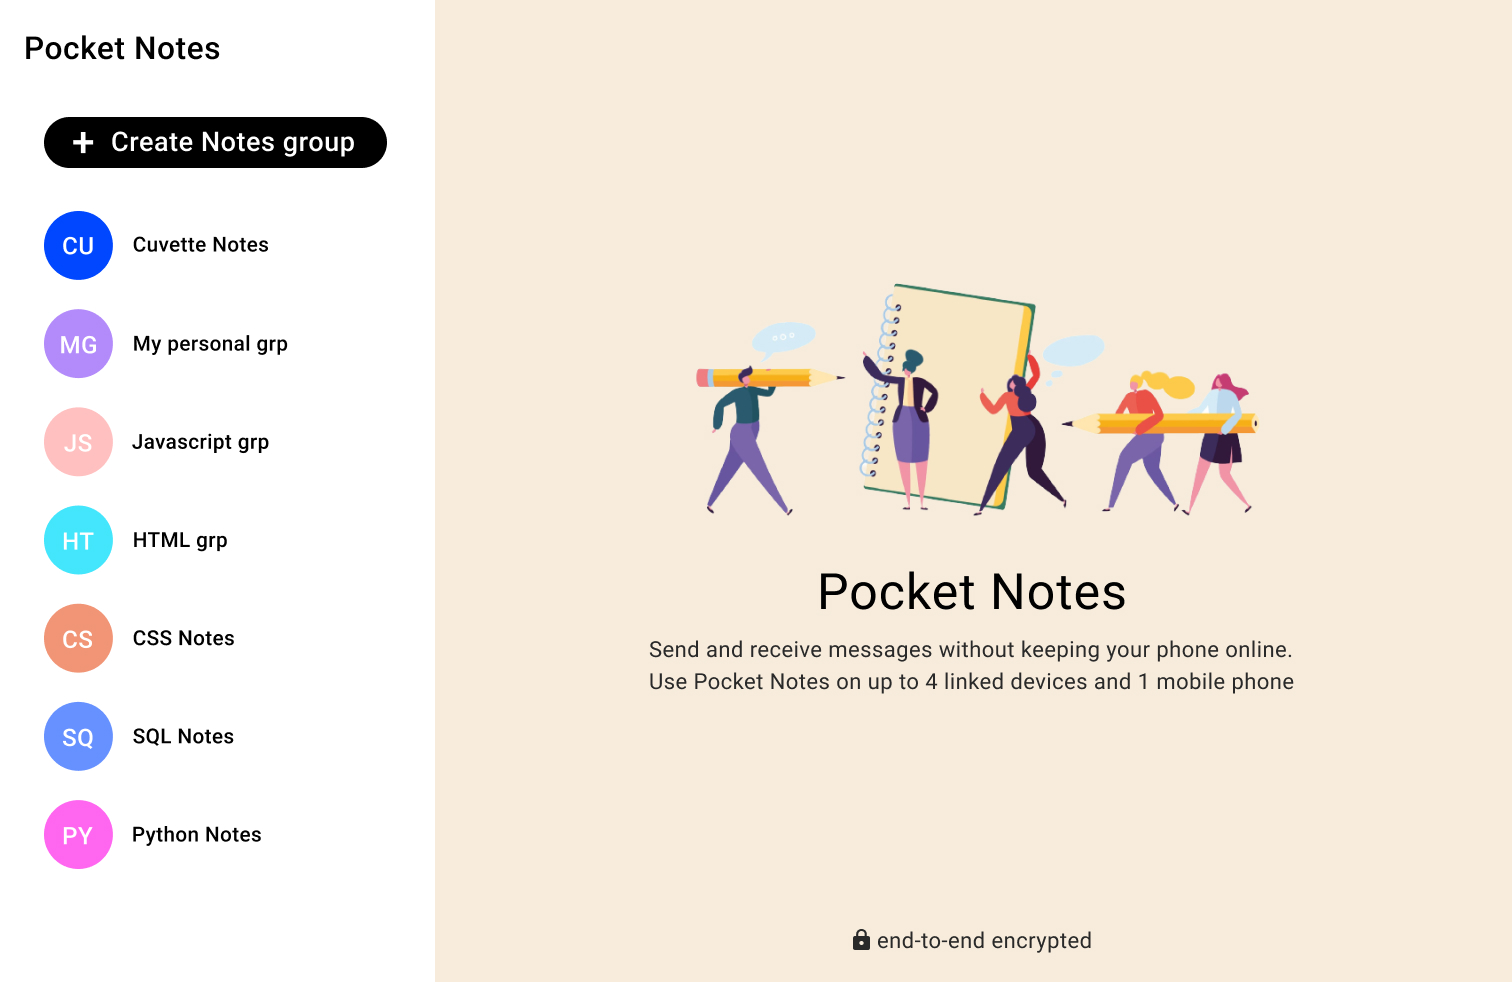 Pocket Notes
+ Create Notes group
CU
Cuvette Notes
MG
My personal grp
JS
Javascript grp
HT
HTML grp
CS
CSS Notes
SQ
SQL Notes
PY
Python Notes
Pocket Notes
Send and receive messages without keeping your phone online.
Use Pocket Notes on up to 4 linked devices and 1 mobile phone
end-to-end encrypted